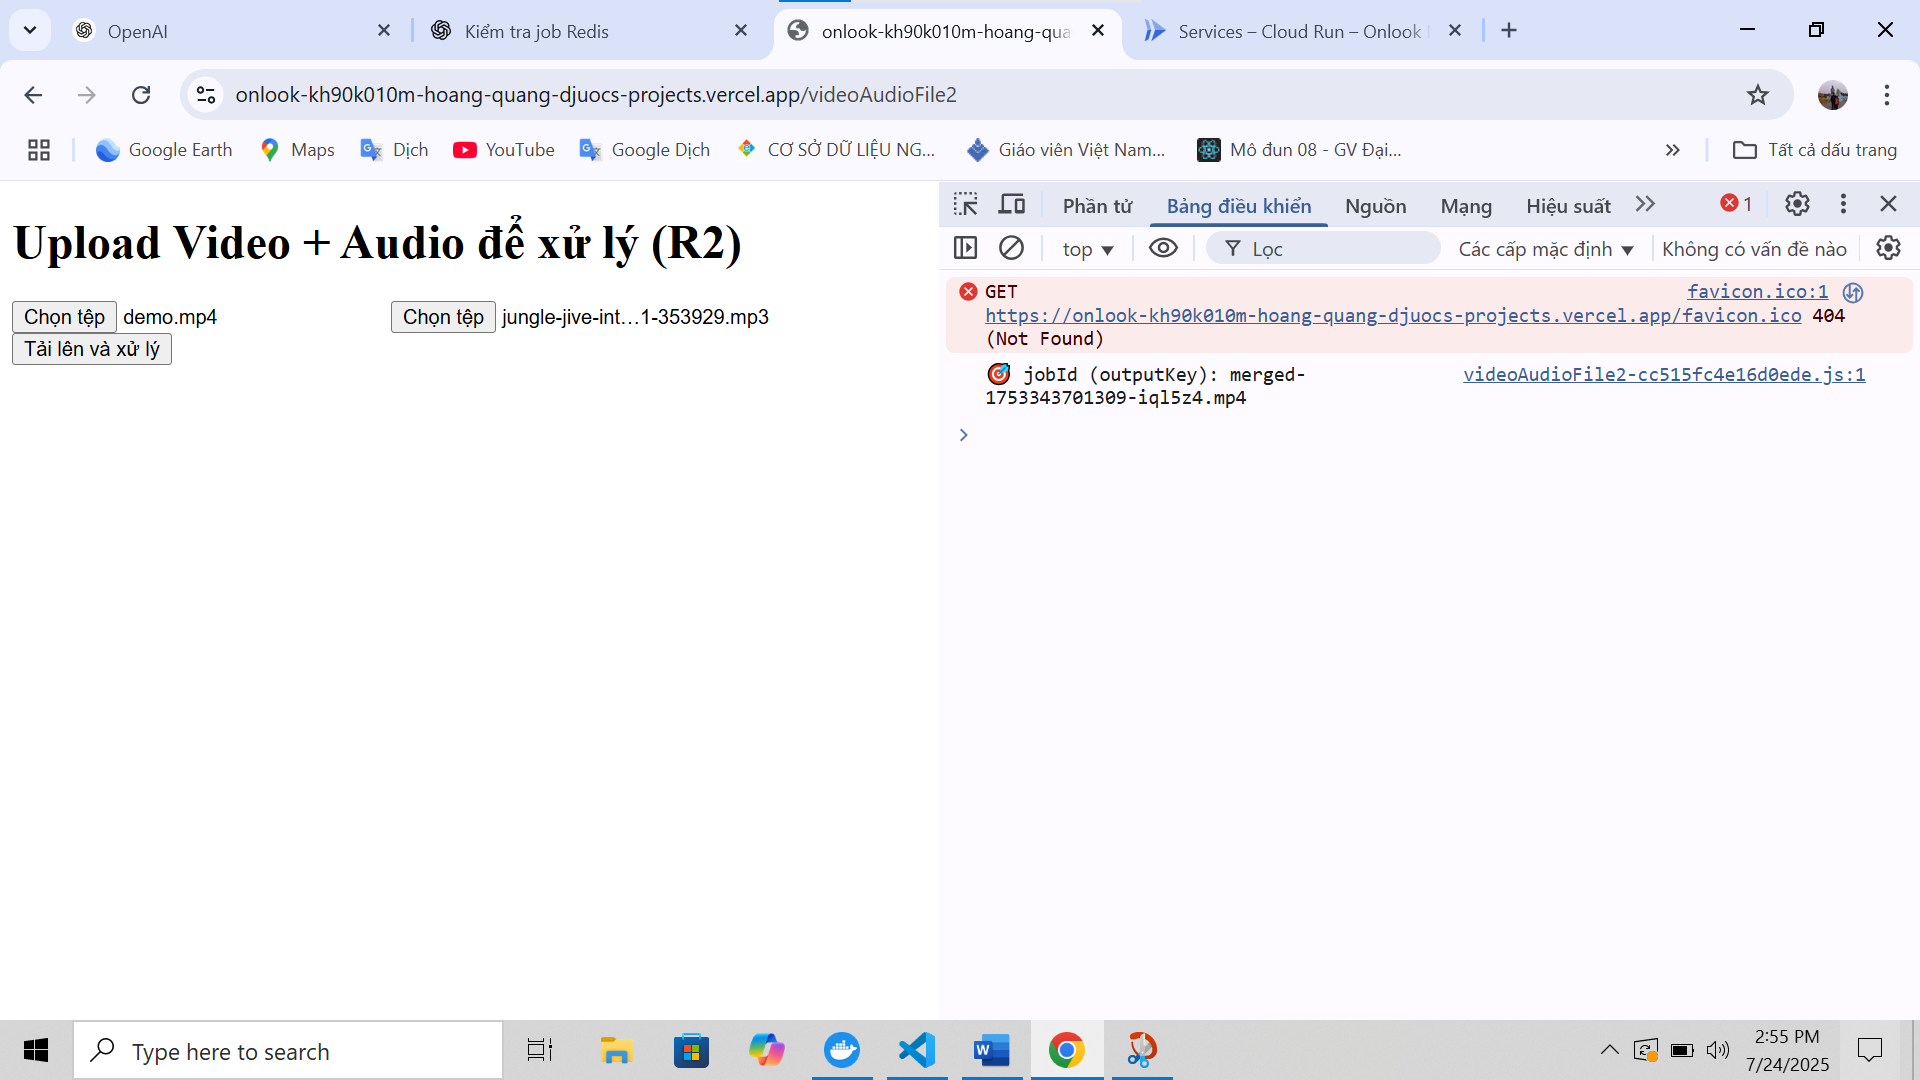 OpenAI
Kiểm tra job Redis
onlook-kh90k010m-hoang-qua
Services – Cloud Run – Onlook
onlook-kh90k010m-hoang-quang-djuocs-projects.vercel.app/videoAudioFile2
Google Earth
Maps
Dịch
YouTube
Google Dịch
CƠ SỞ DỮ LIỆU NG...
Giáo viên Việt Nam...
Mô đun 08 - GV Đại...
Tất cả dấu trang
Upload Video + Audio để xử lý (R2)
Chọn tệp demo.mp4
Chọn tệp jungle-jive-int…1-353929.mp3
Tải lên và xử lý
Phần tử
Bảng điều khiển
Nguồn
Mạng
Hiệu suất
1
top
Lọc
Các cấp mặc định
Không có vấn đề nào
GET favicon.ico:1
https://onlook-kh90k010m-hoang-quang-djuocs-projects.vercel.app/favicon.ico 404
(Not Found)
🎯 jobId (outputKey): merged- videoAudioFile2-cc515fc4e16d0ede.js:1
1753343701309-iql5z4.mp4
Type here to search
2:55 PM
7/24/2025